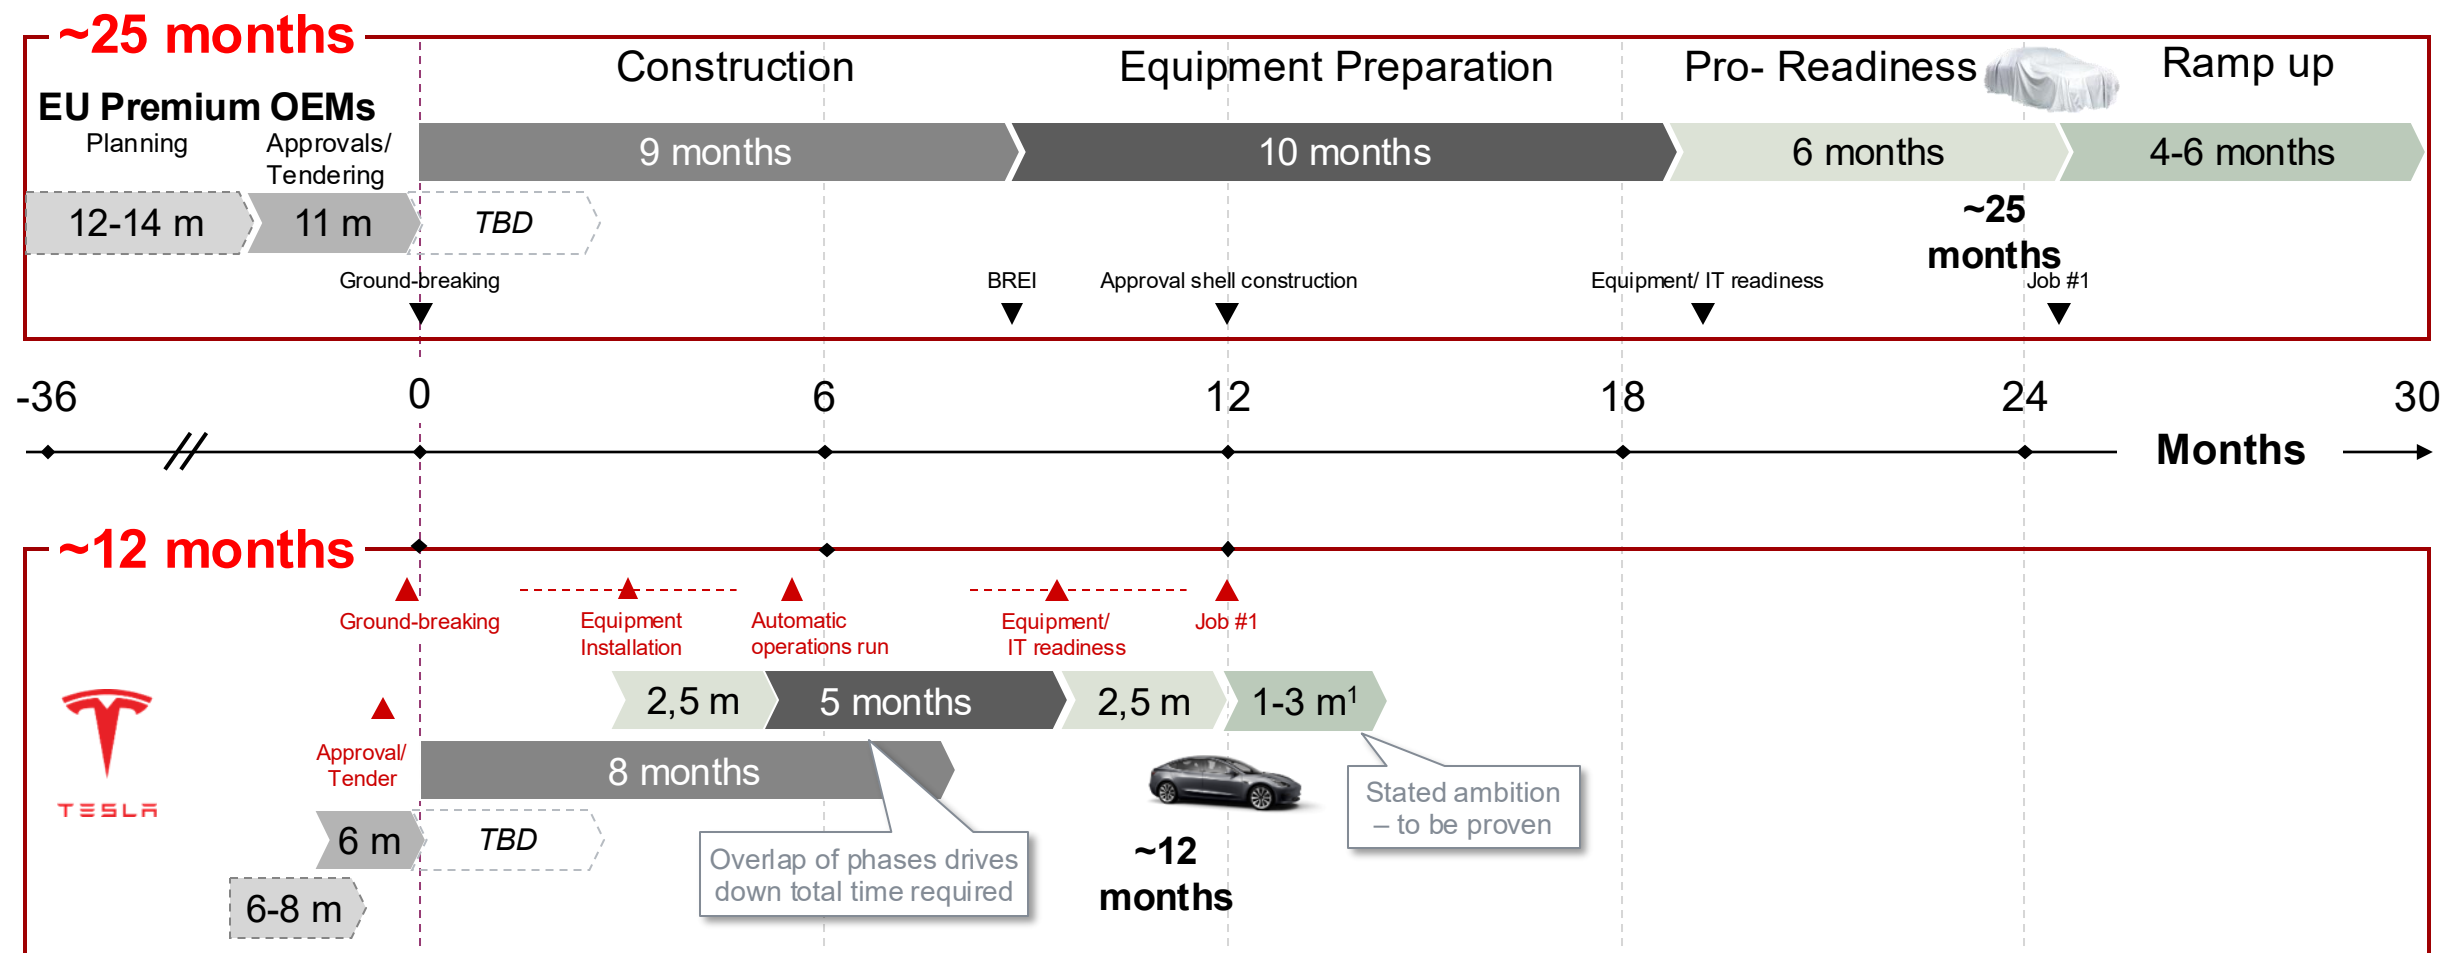 ~25 months
Construction
Equipment Preparation
Pro- Readiness
Ramp up
EU Premium OEMs
Planning
Approvals/
Tendering
9 months
10 months
6 months
4-6 months
12-14 m
11 m
TBD
~25
months
Ground-breaking
BREI
Approval shell construction
Equipment/ IT readiness
Job #1
-36
0
6
12
18
24
30
Months
~12 months
Ground-breaking
Equipment
Installation
Automatic
operations run
Equipment/
IT readiness
Job #1
2,5 m
5 months
2,5 m
1-3 m¹
TESLA
Approval/
Tender
8 months
Stated ambition
– to be proven
6 m
TBD
Overlap of phases drives
down total time required
~12
months
6-8 m